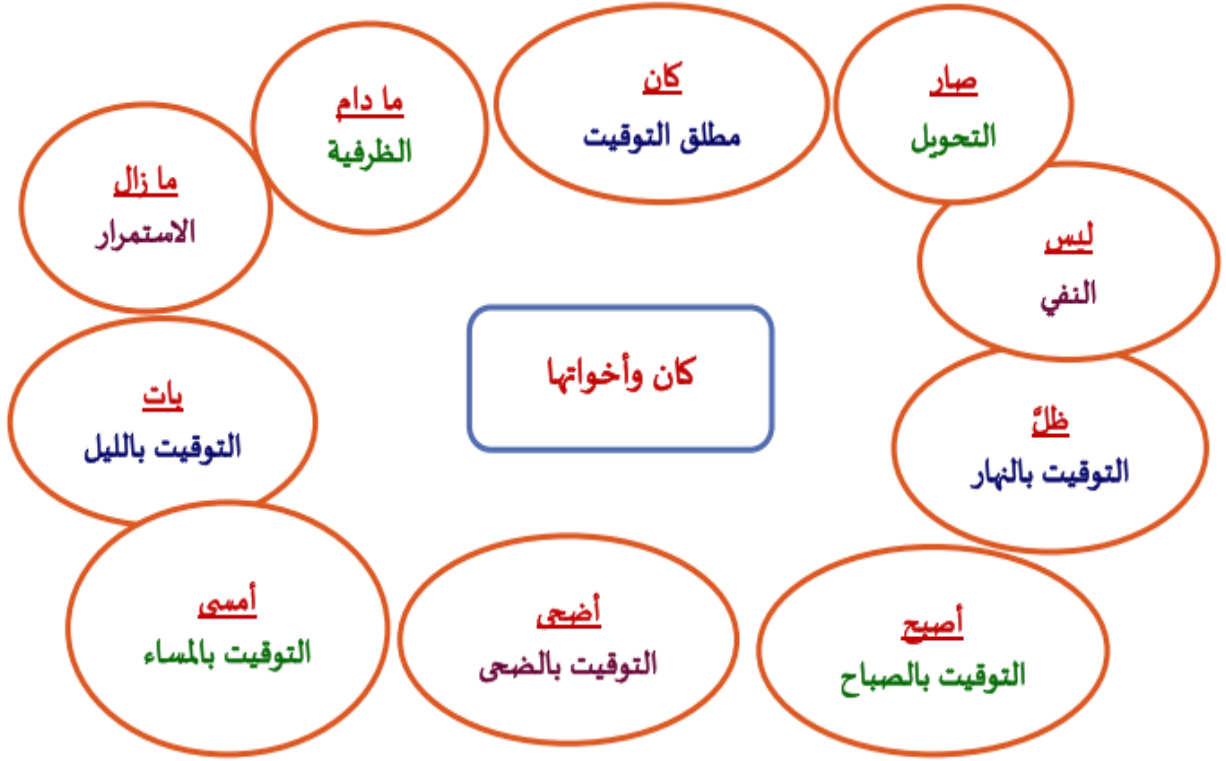 كان وأخواتها
كان
مطلق التوقيت
صار
التحويل
ليس
النفي
ظلَّ
التوقيت بالنهار
أصبح
التوقيت بالصباح
أضحى
التوقيت بالضحى
أمسى
التوقيت بالمساء
بات
التوقيت بالليل
ما زال
الاستمرار
ما دام
الظرفية